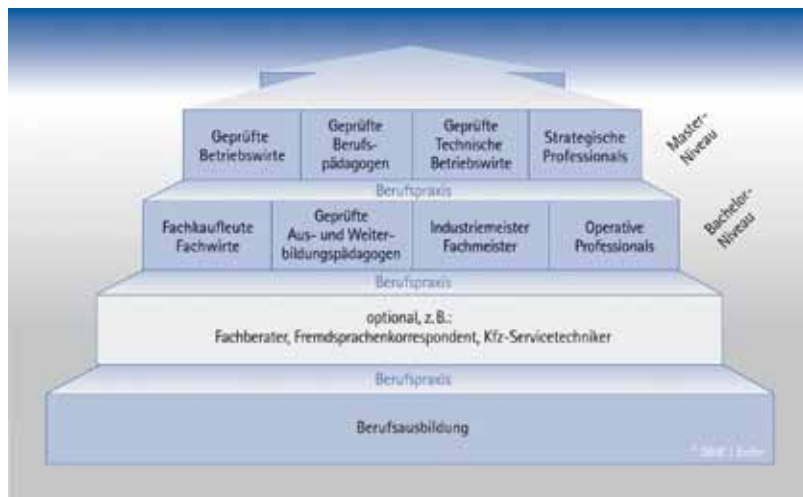 Geprüfte
Betriebswirte
Geprüfte
Berufs-
pädagogen
Geprüfte
Technische
Betriebswirte
Strategische
Professionals
Master-
Niveau
Berufspraxis
Fachkaufleute
Fachwirte
Geprüfte
Aus- und Weiter-
bildungspädagogen
Industriemeister
Fachmeister
Operative
Professionals
Bachelor-
Niveau
Berufspraxis
optional, z. B.:
Fachberater, Fremdsprachenkorrespondent, Kfz-Servicetechniker
Berufspraxis
Berufsausbildung